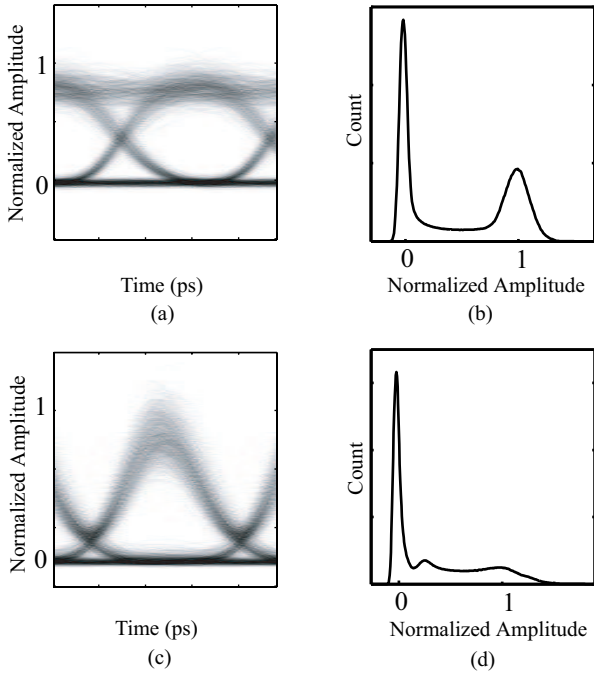 Normalized Amplitude
1
0
Time (ps)
(a)
Count
0
1
Normalized Amplitude
(b)
Normalized Amplitude
1
0
Time (ps)
(c)
Count
0
1
Normalized Amplitude
(d)